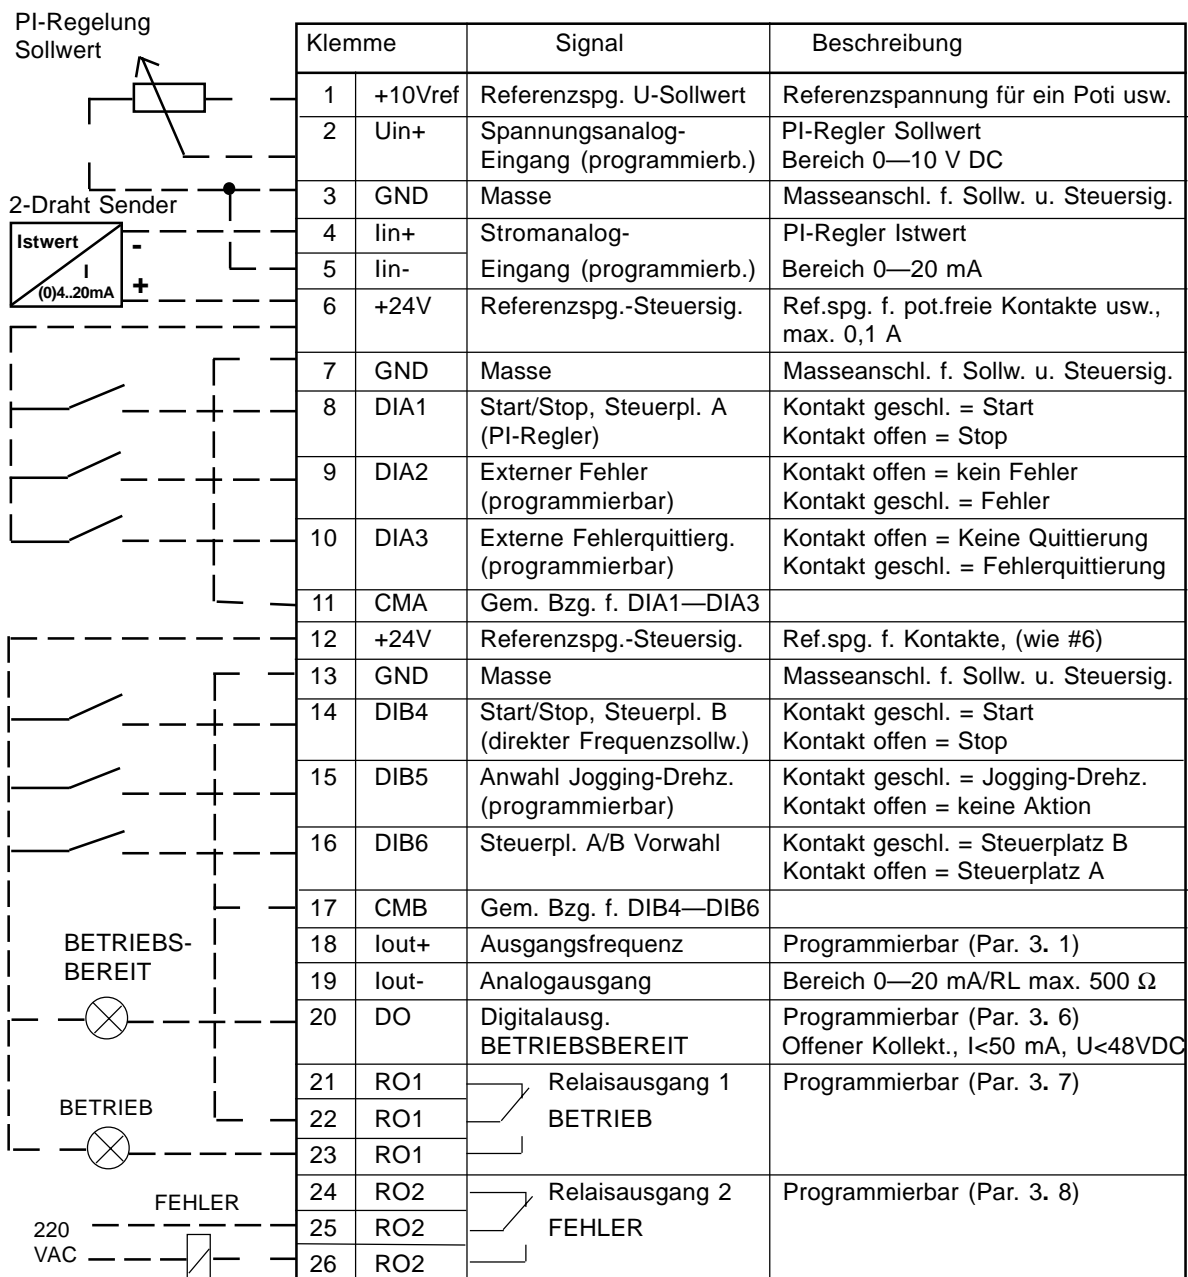 PI-Regelung
Sollwert
Klemme Signal Beschreibung
1 +10Vref Referenzspg. U-Sollwert Referenzspannung für ein Poti usw.
2 Uin+ Spannungsanalog- PI-Regler Sollwert
Eingang (programmierb.) Bereich 0—10 V DC
3 GND Masse Masseanschl. f. Sollw. u. Steuersig.
2-Draht Sender
Istwert
I
(0)4..20mA
-
+
4 Iin+ Stromanalog- PI-Regler Istwert
5 Iin- Eingang (programmierb.) Bereich 0—20 mA
6 +24V Referenzspg.-Steuersig. Ref.spg. f. pot.freie Kontakte usw.,
max. 0,1 A
7 GND Masse Masseanschl. f. Sollw. u. Steuersig.
8 DIA1 Start/Stop, Steuerpl. A Kontakt geschl. = Start
(PI-Regler) Kontakt offen = Stop
9 DIA2 Externer Fehler Kontakt offen = kein Fehler
(programmierbar) Kontakt geschl. = Fehler
10 DIA3 Externe Fehlerquittierg. Kontakt offen = Keine Quittierung
(programmierbar) Kontakt geschl. = Fehlerquittierung
11 CMA Gem. Bzg. f. DIA1—DIA3
12 +24V Referenzspg.-Steuersig. Ref.spg. f. Kontakte, (wie #6)
13 GND Masse Masseanschl. f. Sollw. u. Steuersig.
14 DIB4 Start/Stop, Steuerpl. B Kontakt geschl. = Start
(direkter Frequenzsollw.) Kontakt offen = Stop
15 DIB5 Anwahl Jogging-Drehz. Kontakt geschl. = Jogging-Drehz.
(programmierbar) Kontakt offen = keine Aktion
16 DIB6 Steuerpl. A/B Vorwahl Kontakt geschl. = Steuerplatz B
Kontakt offen = Steuerplatz A
17 CMB Gem. Bzg. f. DIB4—DIB6
BETRIEBS-
BEREIT
18 Iout+ Ausgangsfrequenz Programmierbar (Par. 3. 1)
19 Iout- Analogausgang Bereich 0—20 mA/RL max. 500 Ω
20 DO Digitalausg. Programmierbar (Par. 3. 6)
BETRIEBSBEREIT Offener Kollekt., I<50 mA, U<48VDC
21 RO1 Relaisausgang 1 Programmierbar (Par. 3. 7)
BETRIEB
22 RO1 BETRIEB
23 RO1
24 RO2 Relaisausgang 2 Programmierbar (Par. 3. 8)
FEHLER
25 RO2 FEHLER
220
VAC
26 RO2